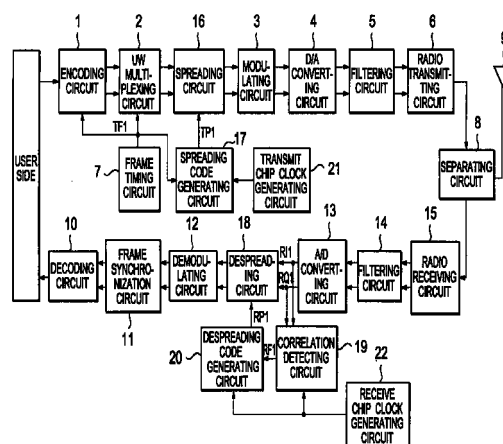 1
2
16
3
4
5
6
9
ENCODING
CIRCUIT
UW
MULTI-
PLEXING
CIRCUIT
SPREADING
CIRCUIT
MODU-
LATING
CIRCUIT
D/A
CONVERT-
ING
CIRCUIT
FILTERING
CIRCUIT
RADIO
TRANSMIT-
TING
CIRCUIT
USER
SIDE
TF1
TP1
7
FRAME
TIMING
CIRCUIT
17
SPREADING
CODE
GENERATING
CIRCUIT
TRANSMIT
CHIP CLOCK
GENERATING
CIRCUIT
21
8
SEPARATING
CIRCUIT
10
DECODING
CIRCUIT
11
FRAME
SYNCHRO-
NIZATION
CIRCUIT
12
DEMODU-
LATING
CIRCUIT
18
DESPREAD-
ING
CIRCUIT
RI1
RQ1
13
A/D
CONVERT-
ING
CIRCUIT
14
FILTERING
CIRCUIT
15
RADIO
RECEIVING
CIRCUIT
RP1
20
DESPREADING
CODE
GENERATING
CIRCUIT
RF1
CORRELATION
DETECTING
CIRCUIT
19
22
RECEIVE
CHIP CLOCK
GENERATING
CIRCUIT